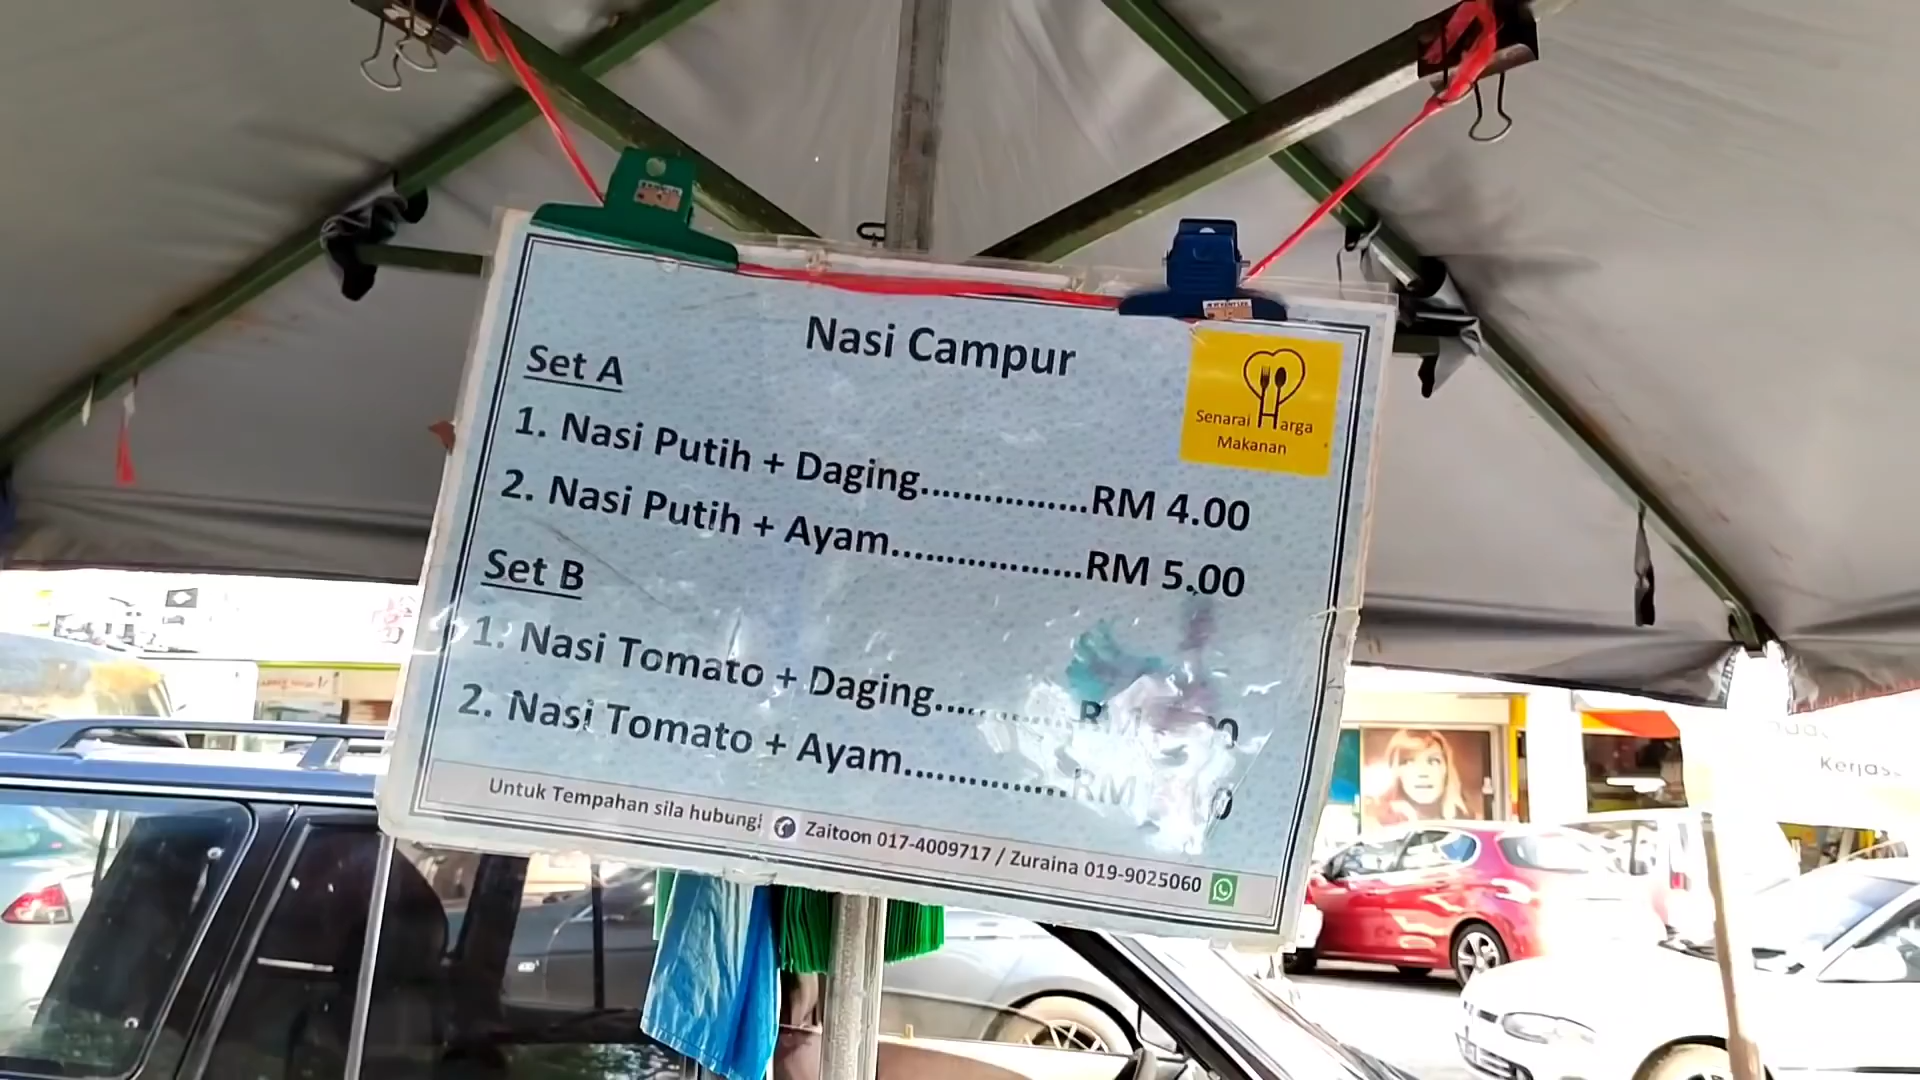 Nasi Campur
Senarai Harga
Makanan
Set A
1. Nasi Putih + Daging...............RM 4.00
2. Nasi Putih + Ayam..................RM 5.00
Set B
1. Nasi Tomato + Daging.............
2. Nasi Tomato + Ayam................RM
Untuk Tempahan sila hubungi Zaitoon 017-4009717 / Zuraina 019-9025060